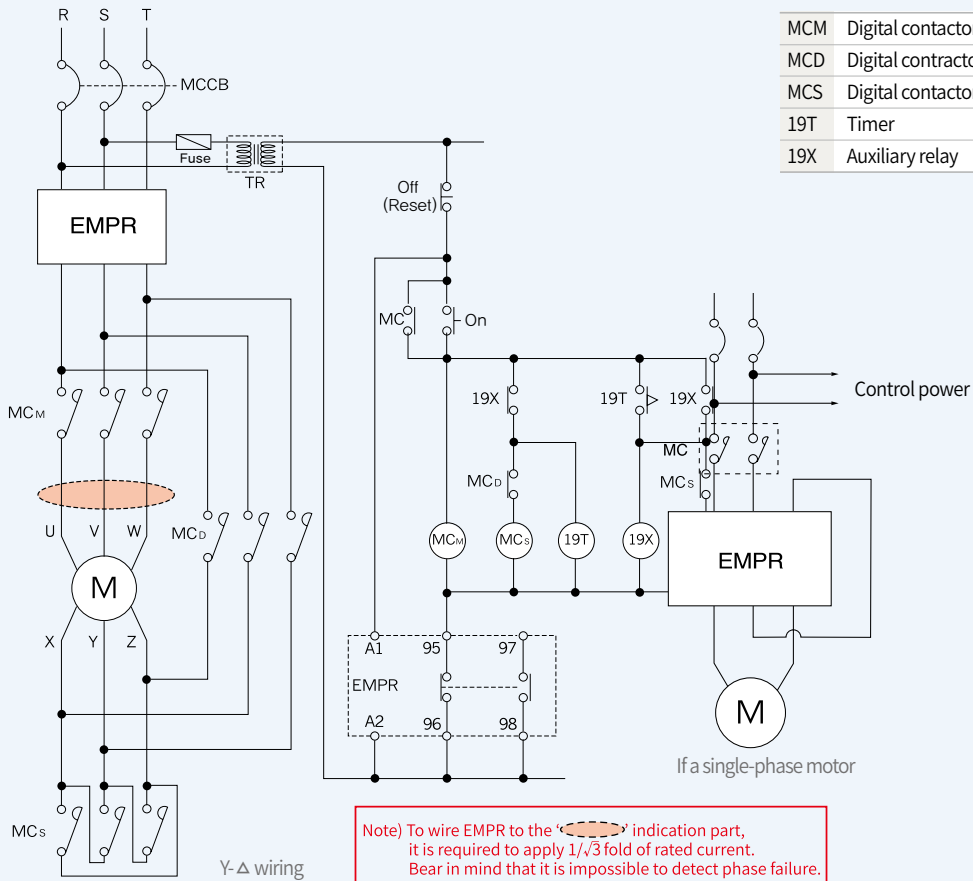 R S T
MCCB
Fuse
TR
EMPR
MCM
U V W
MCD
M
X Y Z
MCS
Y-Δ wiring
MCM Digital contactor
MCD Digital contracto
MCS Digital contactor
19T Timer
19X Auxiliary relay
Off
(Reset)
MC
On
19X
19T
19X
MCD
MCS
MCM
MCS
19T
19X
A1 95 97
EMPR
A2 96 98
Control power
MC
EMPR
M
If a single-phase motor
Note) To wire EMPR to the ‘ ’ indication part,
it is required to apply 1/√3 fold of rated current.
Bear in mind that it is impossible to detect phase failure.